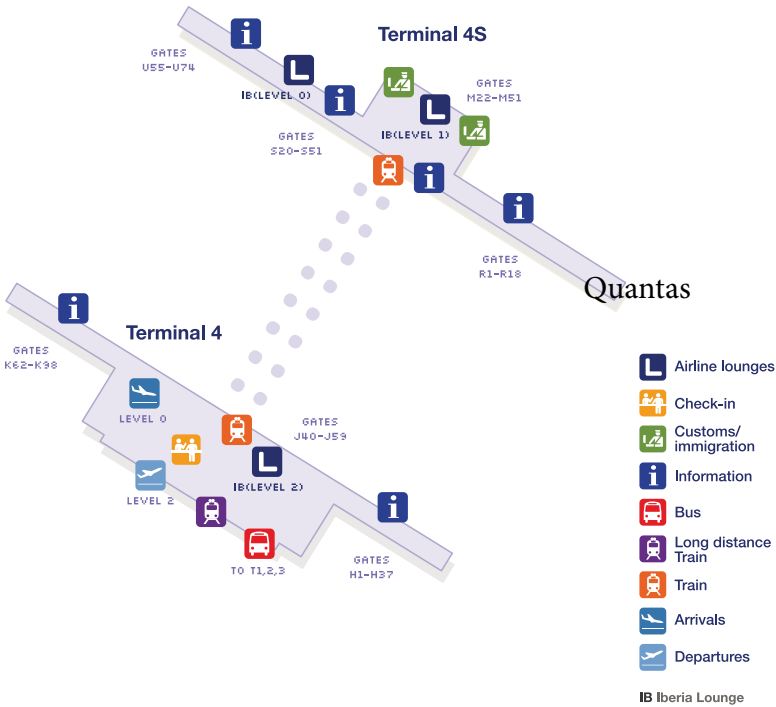 Terminal 4S
GATES
U55-U74
IB(LEVEL 0)
GATES
M22-M51
IB(LEVEL 1)
GATES
S20-S51
GATES
R1-R18
Quantas
Terminal 4
GATES
K62-K98
LEVEL 0
GATES
J40-J59
IB(LEVEL 2)
LEVEL 2
TO T1,2,3
GATES
H1-H37
Airline lounges
Check-in
Customs/
immigration
Information
Bus
Long distance
Train
Train
Arrivals
Departures
IB Iberia Lounge